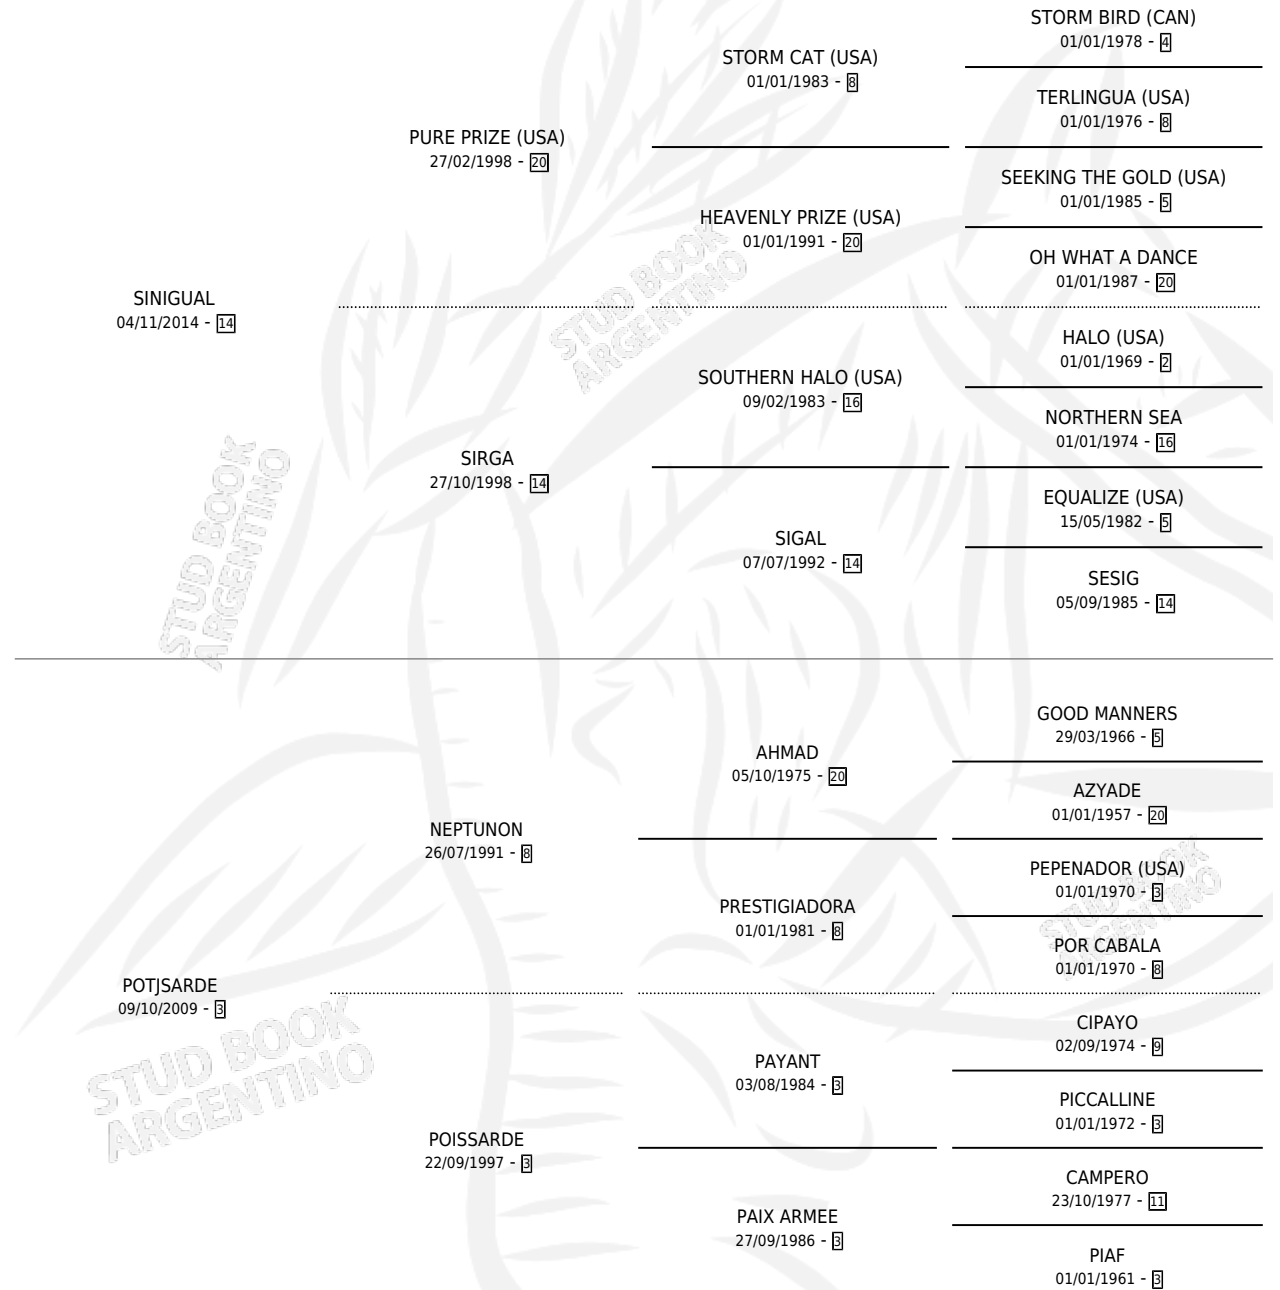 STORM BIRD (CAN)
01/01/1978 - 4
STORM CAT (USA)
01/01/1983 - 8
TERLINGUA (USA)
01/01/1976 - 8
PURE PRIZE (USA)
27/02/1998 - 20
SEEKING THE GOLD (USA)
01/01/1985 - 5
HEAVENLY PRIZE (USA)
01/01/1991 - 20
OH WHAT A DANCE
01/01/1987 - 20
SINIGUAL
04/11/2014 - 14
HALO (USA)
01/01/1969 - 2
SOUTHERN HALO (USA)
09/02/1983 - 16
NORTHERN SEA
01/01/1974 - 16
SIRGA
27/10/1998 - 14
EQUALIZE (USA)
15/05/1982 - 5
SIGAL
07/07/1992 - 14
SESIG
05/09/1985 - 14
STUD BOOK
ARGENTINO
STUD BOOK
ARGENTINO
GOOD MANNERS
29/03/1966 - 5
AHMAD
05/10/1975 - 20
AZYADE
01/01/1957 - 20
NEPTUNON
26/07/1991 - 8
PEPENADOR (USA)
01/01/1970 - 3
PRESTIGIADORA
01/01/1981 - 8
POR CABALA
01/01/1970 - 8
POTJSARDE
09/10/2009 - 3
CIPAYO
02/09/1974 - 9
PAYANT
03/08/1984 - 3
PICCALLINE
01/01/1972 - 3
POISSARDE
22/09/1997 - 3
CAMPERO
23/10/1977 - 11
PAIX ARMEE
27/09/1986 - 3
PIAF
01/01/1961 - 3
STUD BOOK
ARGENTINO
STUD BOOK
ARGENTINO